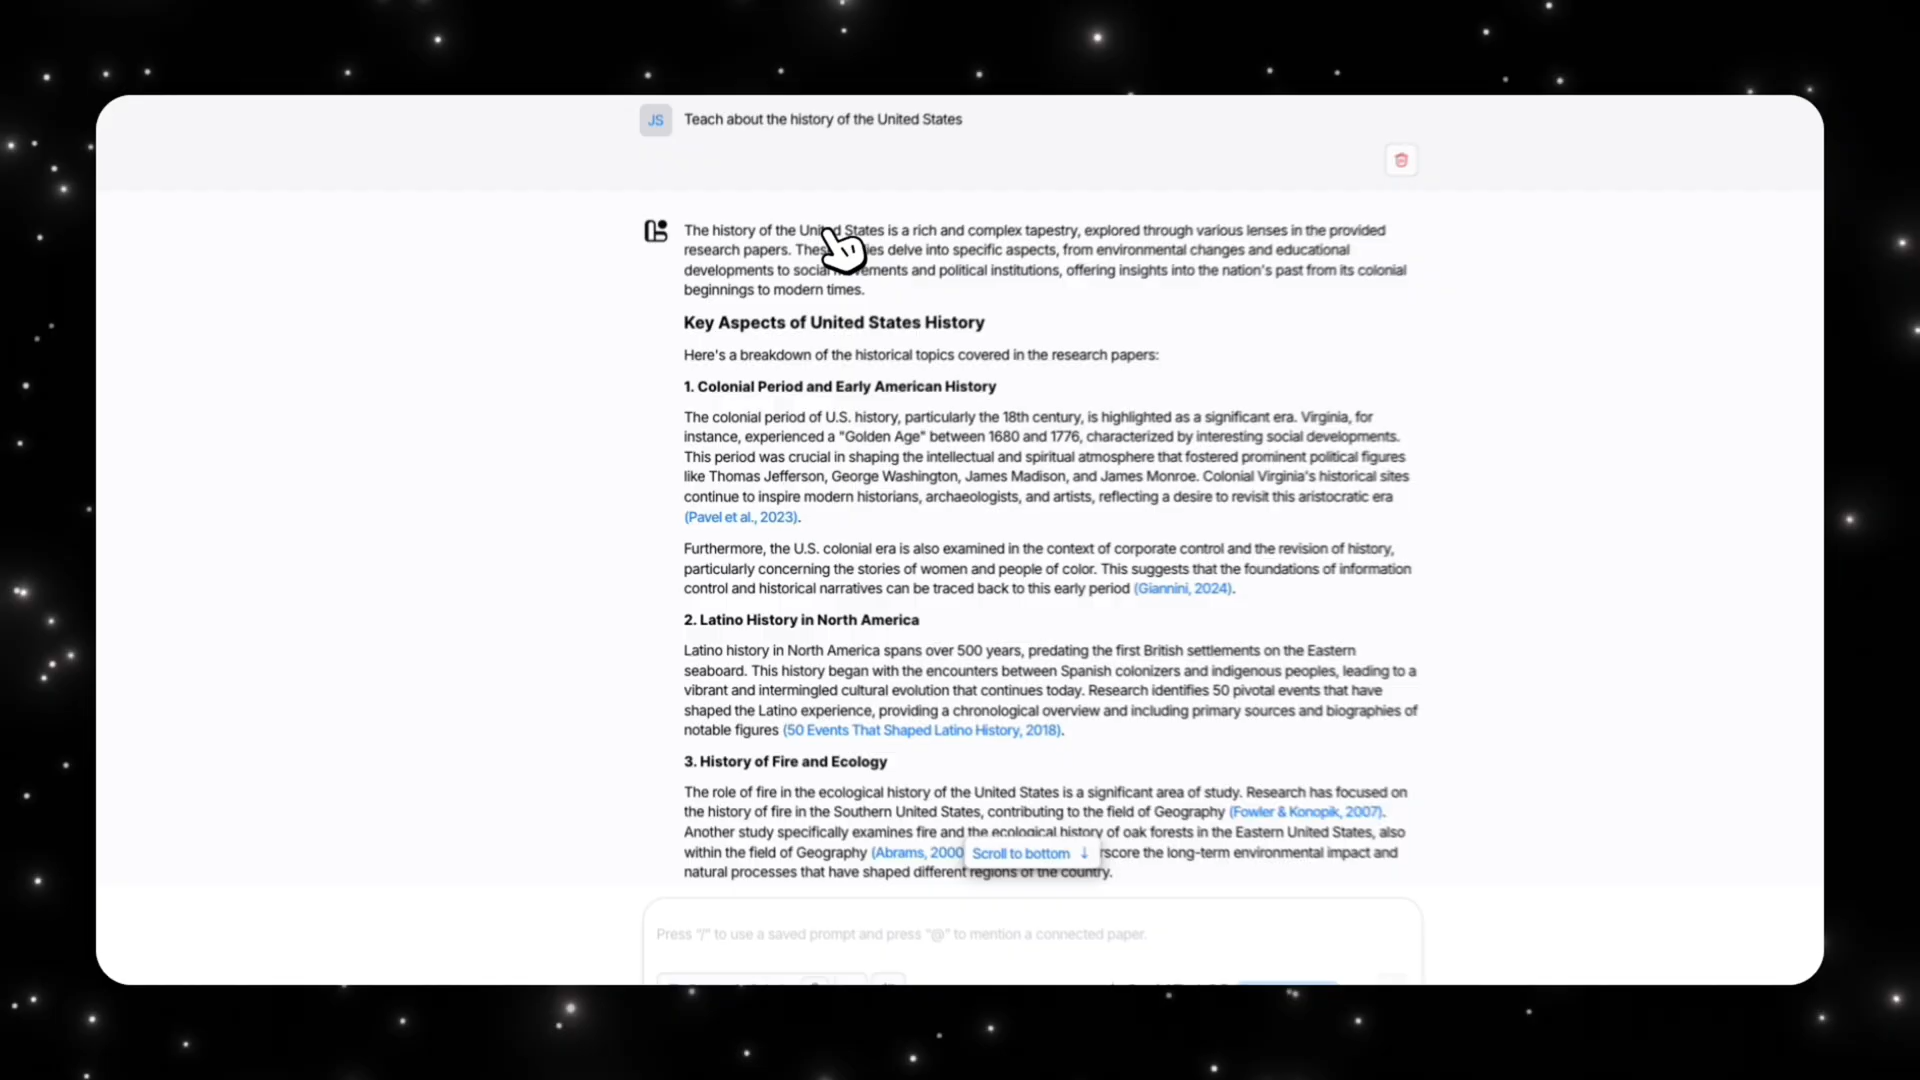 JS
Teach about the history of the United States
The history of the United States is a rich and complex tapestry, explored through various lenses in the provided
research papers. delve into specific aspects, from environmental changes and educational
developments to social and political institutions, offering insights into the nation's past from its colonial
beginnings to modern times.
Key Aspects of United States History
Here's a breakdown of the historical topics covered in the research papers:
1. Colonial Period and Early American History
The colonial period of U.S. history, particularly the 18th century, is highlighted as a significant era. Virginia, for
instance, experienced a "Golden Age" between 1680 and 1776, characterized by interesting social developments.
This period was crucial in shaping the intellectual and spiritual atmosphere that fostered prominent political figures
like Thomas Jefferson, George Washington, James Madison, and James Monroe. Colonial Virginia's historical sites
continue to inspire modern historians, archaeologists, and artists, reflecting a desire to revisit this aristocratic era
(Pavel et al., 2023).
Furthermore, the U.S. colonial era is also examined in the context of corporate control and the revision of history,
particularly concerning the stories of women and people of color. This suggests that the foundations of information
control and historical narratives can be traced back to this early period (Giannini, 2024).
2. Latino History in North America
Latino history in North America spans over 500 years, predating the first British settlements on the Eastern
seaboard. This history began with the encounters between Spanish colonizers and indigenous peoples, leading to a
vibrant and intermingled cultural evolution that continues today. Research identifies 50 pivotal events that have
shaped the Latino experience, providing a chronological overview and including primary sources and biographies of
notable figures (50 Events That Shaped Latino History, 2018).
3. History of Fire and Ecology
The role of fire in the ecological history of the United States is a significant area of study. Research has focused on
the history of fire in the Southern United States, contributing to the field of Geography (Fowler & Konopik, 2007).
Another study specifically examines fire and the ecological history of oak forests in the Eastern United States, also
within the field of Geography (Abrams, 2000 the long-term environmental impact and
Scroll to bottom ↓
natural processes that have shaped different regions of the country.
Press "/" to use a saved prompt and press "@" to mention a connected paper.